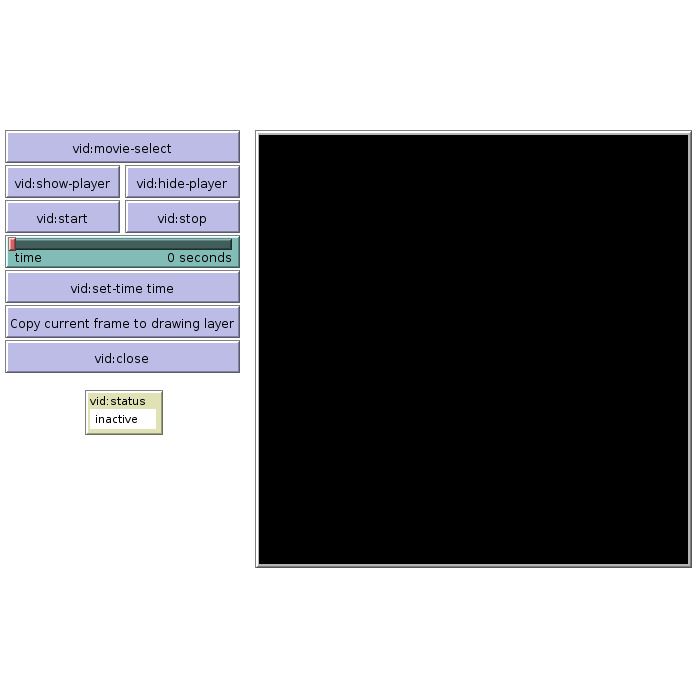 vid:movie-select
vid:show-player vid:hide-player
vid:start vid:stop
time 0 seconds
vid:set-time time
Copy current frame to drawing layer
vid:close
vid:status
inactive